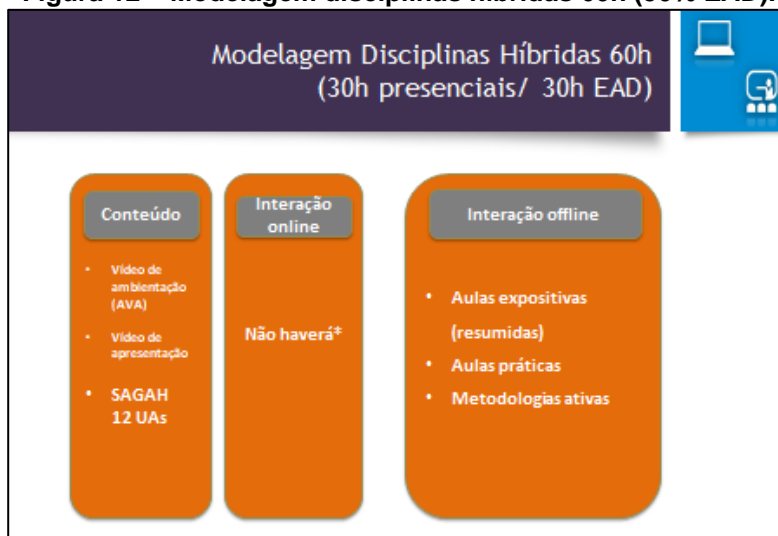 Figura 12 – Modelagem disciplinas híbridas 60h (50% EAD).
Modelagem Disciplinas Híbridas 60h
(30h presenciais/ 30h EAD)
Conteúdo
• Vídeo de
ambientação
(AVA)
• Vídeo de
apresentação
• SAGAH
12 UAs
Interação
online
Não haverá*
Interação offline
• Aulas expositivas
(resumidas)
• Aulas práticas
• Metodologias ativas